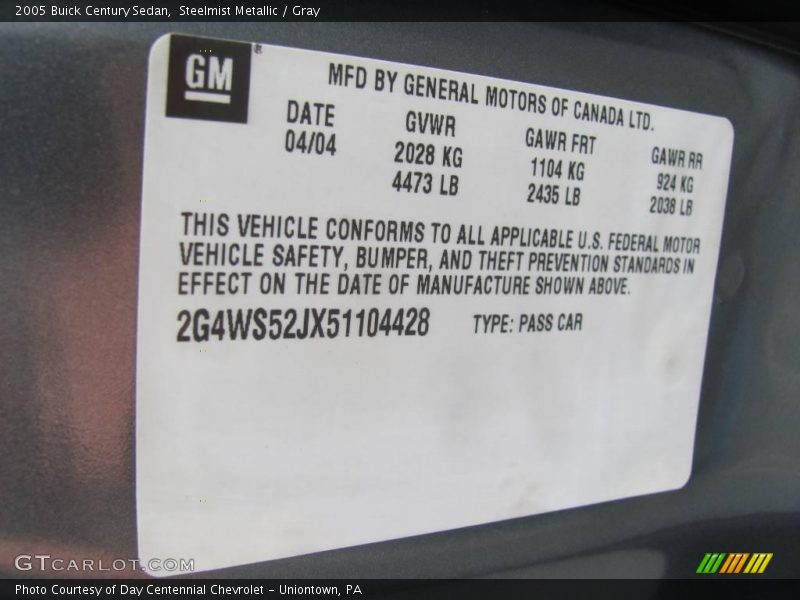 2005 Buick Century Sedan, Steelmist Metallic / Gray
GM
MFD BY GENERAL MOTORS OF CANADA LTD.
DATE GVWR GAWR FRT GAWR RR
04/04 2028 KG 1104 KG 924 KG
4473 LB 2435 LB 2038 LB
THIS VEHICLE CONFORMS TO ALL APPLICABLE U.S. FEDERAL MOTOR
VEHICLE SAFETY, BUMPER, AND THEFT PREVENTION STANDARDS IN
EFFECT ON THE DATE OF MANUFACTURE SHOWN ABOVE.
2G4WS52JX51104428 TYPE: PASS CAR
GTCARLOT.COM
Photo Courtesy of Day Centennial Chevrolet - Uniontown, PA